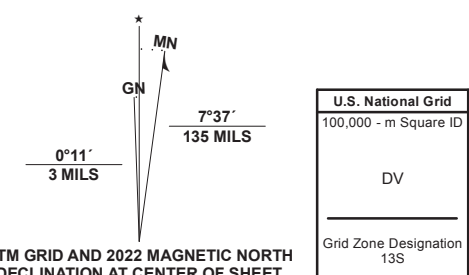 ★
MN
GN
7°37´
135 MILS
0°11´
3 MILS
TM GRID AND 2022 MAGNETIC NORTH
DECLINATION AT CENTER OF SHEET
U.S. National Grid
100,000 - m Square ID
DV
Grid Zone Designation
13S